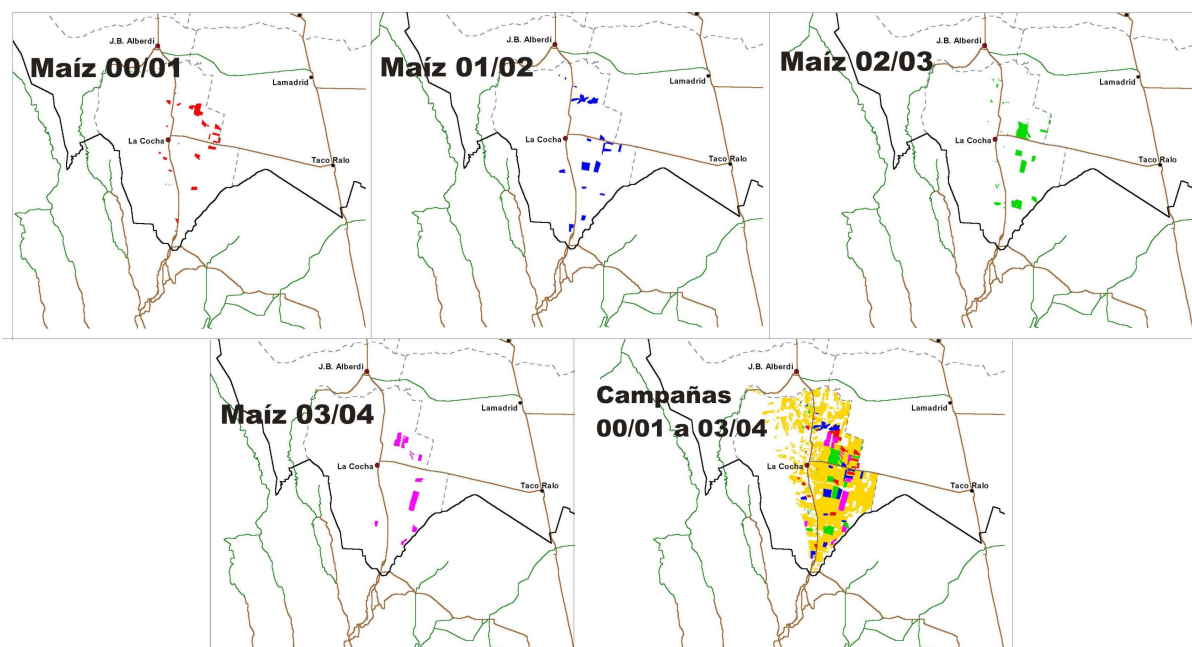 J.B. Alberdi
Maíz 00/01
Lamadrid
La Cocha
Taco Ralo
J.B. Alberdi
Maíz 01/02
Lamadrid
La Cocha
Taco Ralo
J.B. Alberdi
Maíz 02/03
Lamadrid
La Cocha
Taco Ralo
J.B. Alberdi
Maíz 03/04
Lamadrid
La Cocha
Taco Ralo
J.B. Alberdi
Campañas
00/01 a 03/04
Lamadrid
La Cocha
Taco Ralo